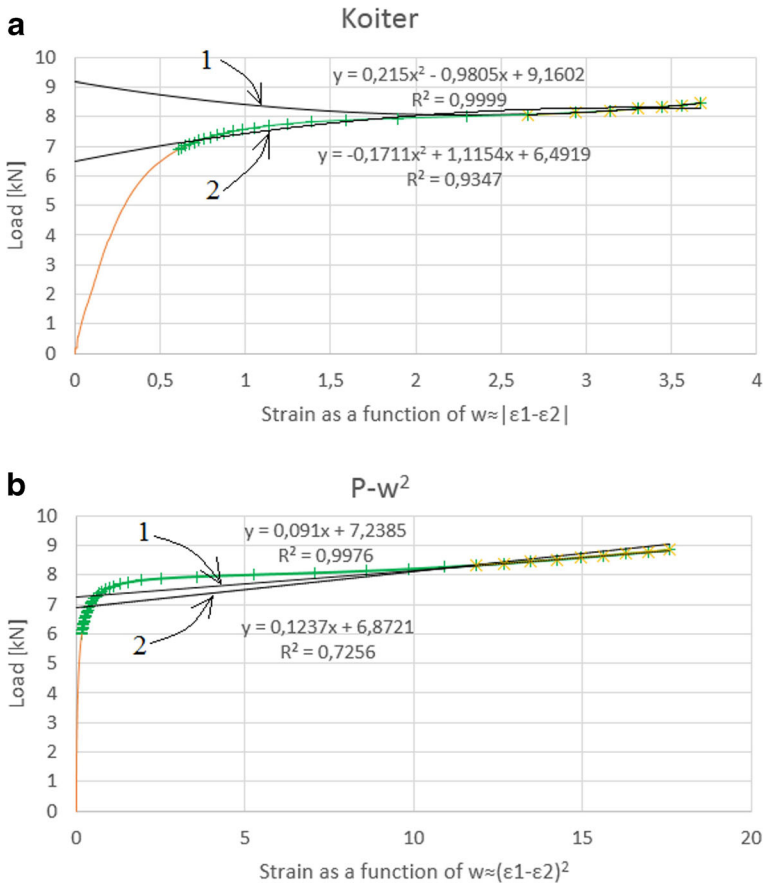 a
Koiter
10
9
8
7
6
5
4
3
2
1
0
Load [kN]
1
y = 0,215x² - 0,9805x + 9,1602
R² = 0,9999
y = -0,1711x² + 1,1154x + 6,4919
R² = 0,9347
2
0
0,5
1
1,5
2
2,5
3
3,5
4
Strain as a function of w≈|ε1-ε2|
b
P-w²
10
9
8
7
6
5
4
3
2
1
0
Load [kN]
1
y = 0,091x + 7,2385
R² = 0,9976
2
y = 0,1237x + 6,8721
R² = 0,7256
0
5
10
15
20
Strain as a function of w≈(ε1-ε2)²